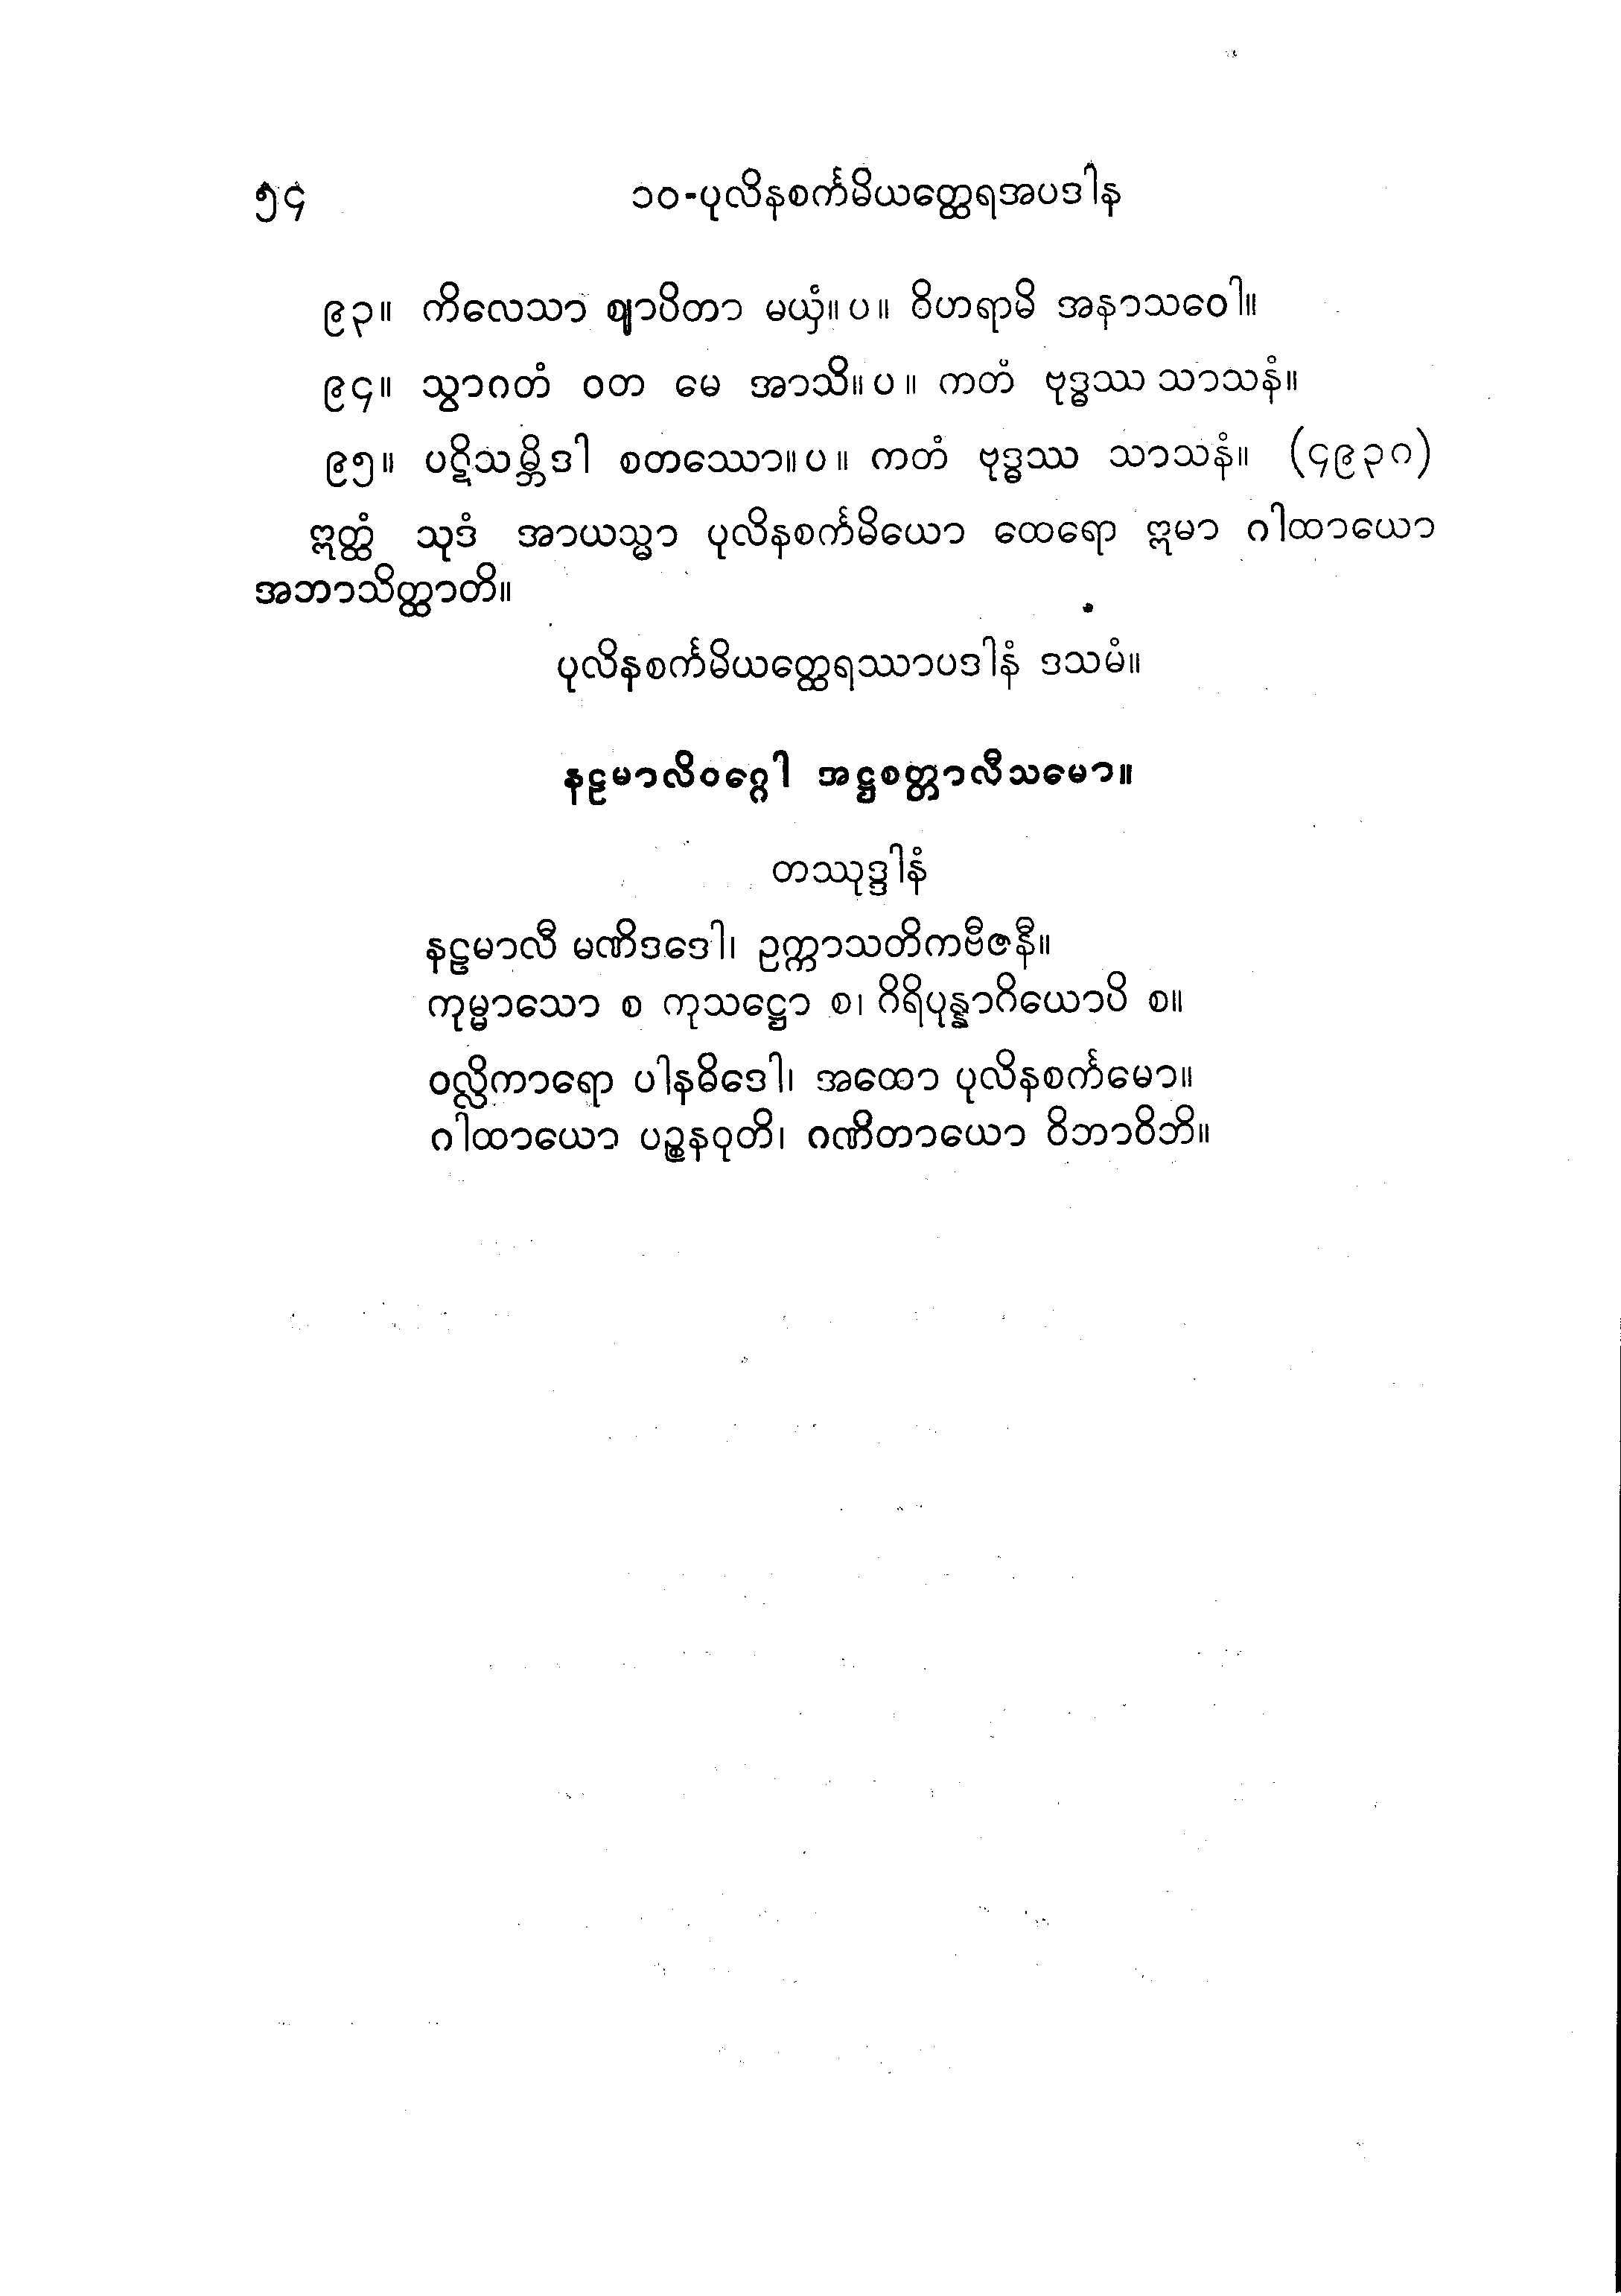 ၅၄ ၁၀-ပုလိနစင်္ကမိယတ္ထေရအပဒါန
၉၃။ ကိလေသာ ဈာပိတာ မယှံ။ပ။ ဝိဟရာမိ အနာသဝေါ။
၉၄။ သွာဂတံ ဝတ မေ အာသိ။ပ။ ကတံ ဗုဒ္ဓဿ သာသနံ။
၉၅။ ပဋိသမ္ဘိဒါ စတဿော။ပ။ ကတံ ဗုဒ္ဓဿ သာသနံ။ (၄၉၃ဂ)
ဣတ္ထံ သုဒံ အာယသ္မာ ပုလိနစင်္ကမိယော ထေရော ဣမာ ဂါထာယော
အဘာသိတ္ထာတိ။
ပုလိနစင်္ကမိယတ္ထေရဿာပဒါနံ ဒသမံ။
နဠမာလိဝဂ္ဂေါ အဋ္ဌစတ္တာလီသမော။
တဿုဒ္ဒါနံ
နဠမာလီ မဏိဒဒေါ၊ ဥက္ကာသတိကဗီဇနီ။
ကုမ္မာသော စ ကုသဋ္ဌော စ၊ ဂိရိပုန္နာဂိယောပိ စ။
ဝလ္လိကာရော ပါနဓိဒေါ၊ အထော ပုလိနစင်္ကမော။
ဂါထာယော ပဉ္စနဝုတိ၊ ဂဏိတာယော ဝိဘာဝိဘိ။